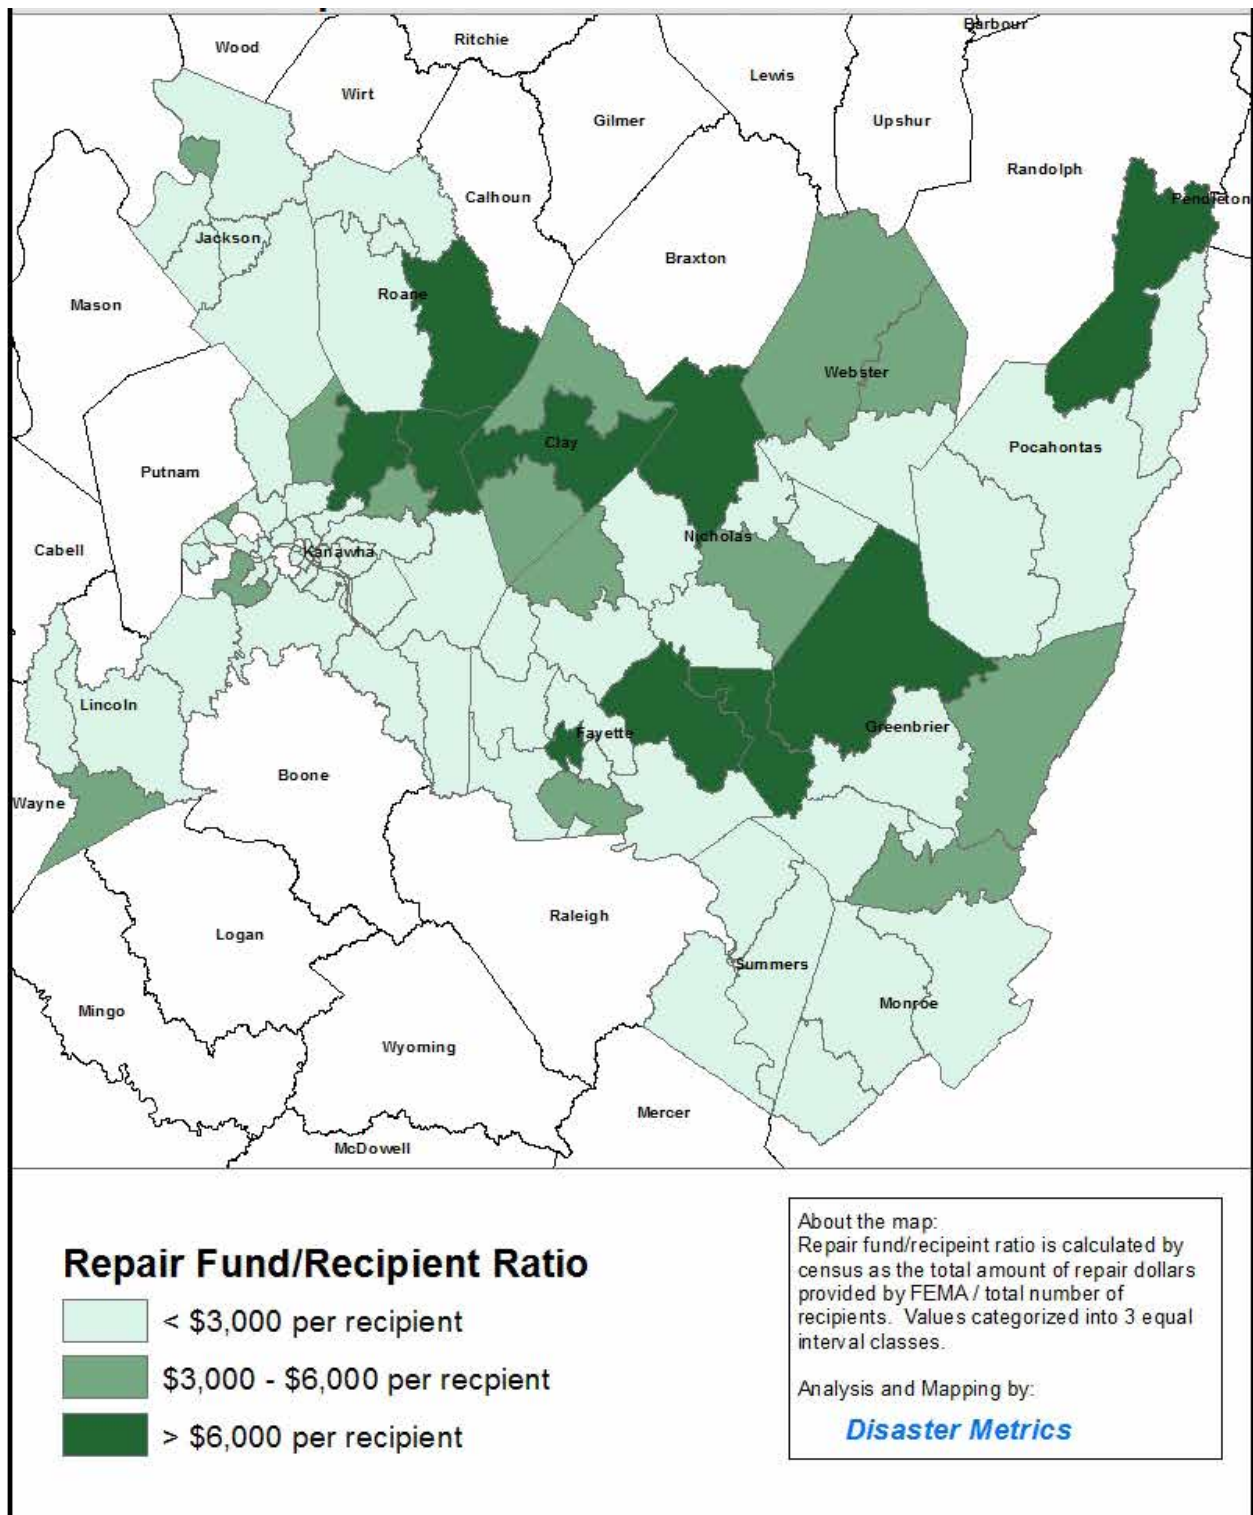 Barbour
Ritchie
Wood
Lewis
Wirt
Gilmer
Upshur
Randolph
Calhoun
Pendleton
Jackson
Braxton
Roane
Mason
Webster
Clay
Pocahontas
Putnam
Nicholas
Cabell
Kanawha
Lincoln
Greenbrier
Fayette
Boone
Wayne
Raleigh
Logan
Summers
Monroe
Mingo
Wyoming
Mercer
McDowell
Repair Fund/Recipient Ratio
< $3,000 per recipient
$3,000 - $6,000 per recpient
> $6,000 per recipient
About the map:
Repair fund/recipeint ratio is calculated by
census as the total amount of repair dollars
provided by FEMA / total number of
recipients. Values categorized into 3 equal
interval classes.
Analysis and Mapping by:
Disaster Metrics